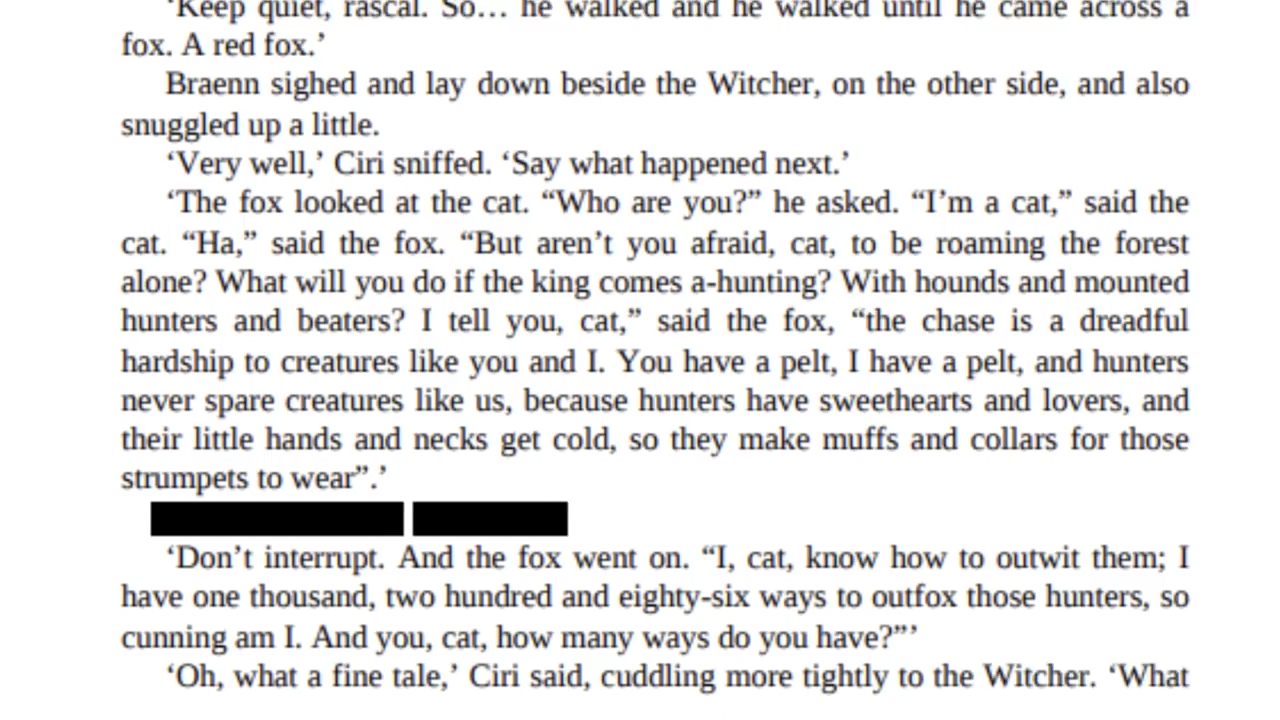 ‘Keep quiet, rascal. So… he walked and he walked until he came across a
fox. A red fox.’
Braenn sighed and lay down beside the Witcher, on the other side, and also
snuggled up a little.
‘Very well,’ Ciri sniffed. ‘Say what happened next.’
‘The fox looked at the cat. “Who are you?” he asked. “I’m a cat,” said the
cat. “Ha,” said the fox. “But aren’t you afraid, cat, to be roaming the forest
alone? What will you do if the king comes a-hunting? With hounds and mounted
hunters and beaters? I tell you, cat,” said the fox, “the chase is a dreadful
hardship to creatures like you and I. You have a pelt, I have a pelt, and hunters
never spare creatures like us, because hunters have sweethearts and lovers, and
their little hands and necks get cold, so they make muffs and collars for those
strumpets to wear”.’
‘Don’t interrupt. And the fox went on. “I, cat, know how to outwit them; I
have one thousand, two hundred and eighty-six ways to outfox those hunters, so
cunning am I. And you, cat, how many ways do you have?”’
‘Oh, what a fine tale,’ Ciri said, cuddling more tightly to the Witcher. ‘What